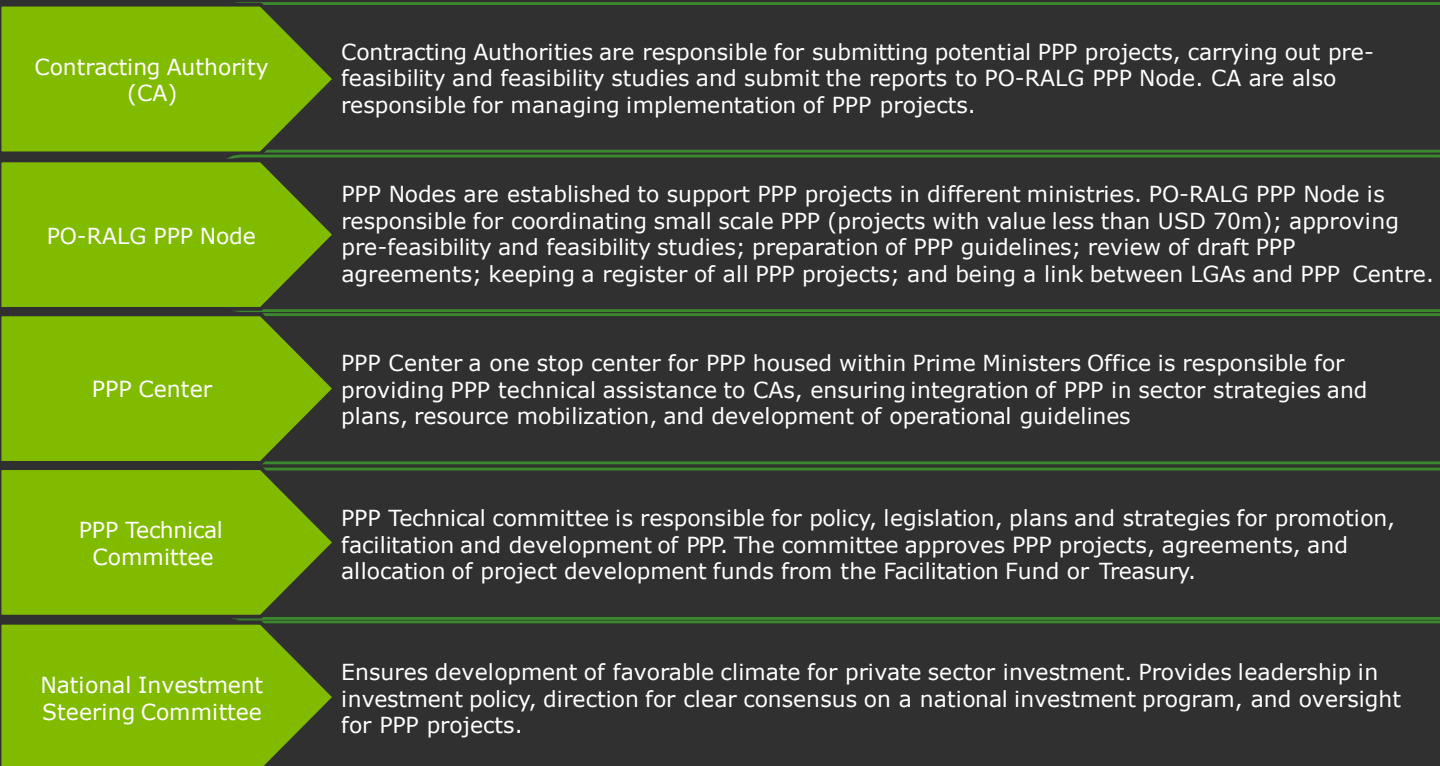 Contracting Authority
(CA)
Contracting Authorities are responsible for submitting potential PPP projects, carrying out pre-
feasibility and feasibility studies and submit the reports to PO-RALG PPP Node. CA are also
responsible for managing implementation of PPP projects.
PO-RALG PPP Node
PPP Nodes are established to support PPP projects in different ministries. PO-RALG PPP Node is
responsible for coordinating small scale PPP (projects with value less than USD 70m); approving
pre-feasibility and feasibility studies; preparation of PPP guidelines; review of draft PPP
agreements; keeping a register of all PPP projects; and being a link between LGAs and PPP Centre.
PPP Center
PPP Center a one stop center for PPP housed within Prime Ministers Office is responsible for
providing PPP technical assistance to CAs, ensuring integration of PPP in sector strategies and
plans, resource mobilization, and development of operational guidelines
PPP Technical
Committee
PPP Technical committee is responsible for policy, legislation, plans and strategies for promotion,
facilitation and development of PPP. The committee approves PPP projects, agreements, and
allocation of project development funds from the Facilitation Fund or Treasury.
National Investment
Steering Committee
Ensures development of favorable climate for private sector investment. Provides leadership in
investment policy, direction for clear consensus on a national investment program, and oversight
for PPP projects.